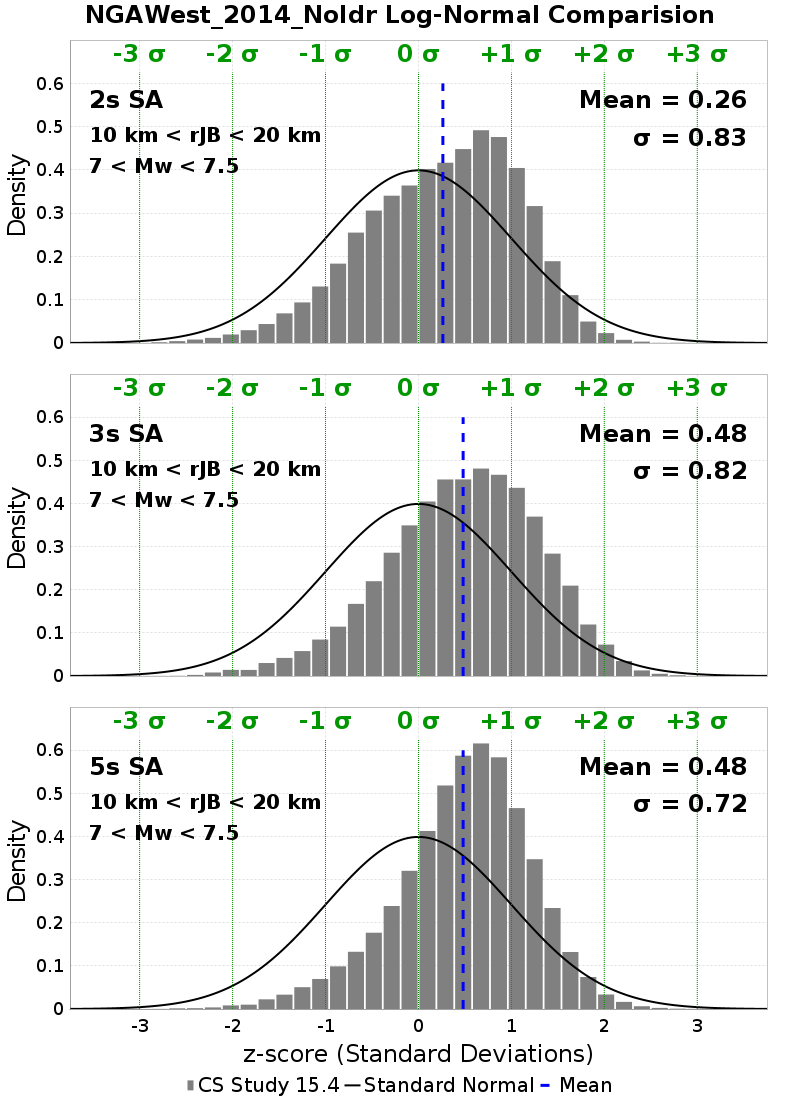 NGAWest_2014_NoIdr Log-Normal Comparision
-3 σ -2 σ -1 σ 0 σ +1 σ +2 σ +3 σ
0.6
2s SA Mean = 0.26
0.5
10 km < rJB < 20 km σ = 0.83
7 < Mw < 7.5
0.4
0.3
0.2
0.1
0
Density
-3 σ -2 σ -1 σ 0 σ +1 σ +2 σ +3 σ
0.6
3s SA Mean = 0.48
0.5
10 km < rJB < 20 km σ = 0.82
7 < Mw < 7.5
0.4
0.3
0.2
0.1
0
Density
-3 σ -2 σ -1 σ 0 σ +1 σ +2 σ +3 σ
0.6
5s SA Mean = 0.48
0.5
10 km < rJB < 20 km σ = 0.72
7 < Mw < 7.5
0.4
0.3
0.2
0.1
0
Density
-3 -2 -1 0 1 2 3
z-score (Standard Deviations)
CS Study 15.4 Standard Normal Mean